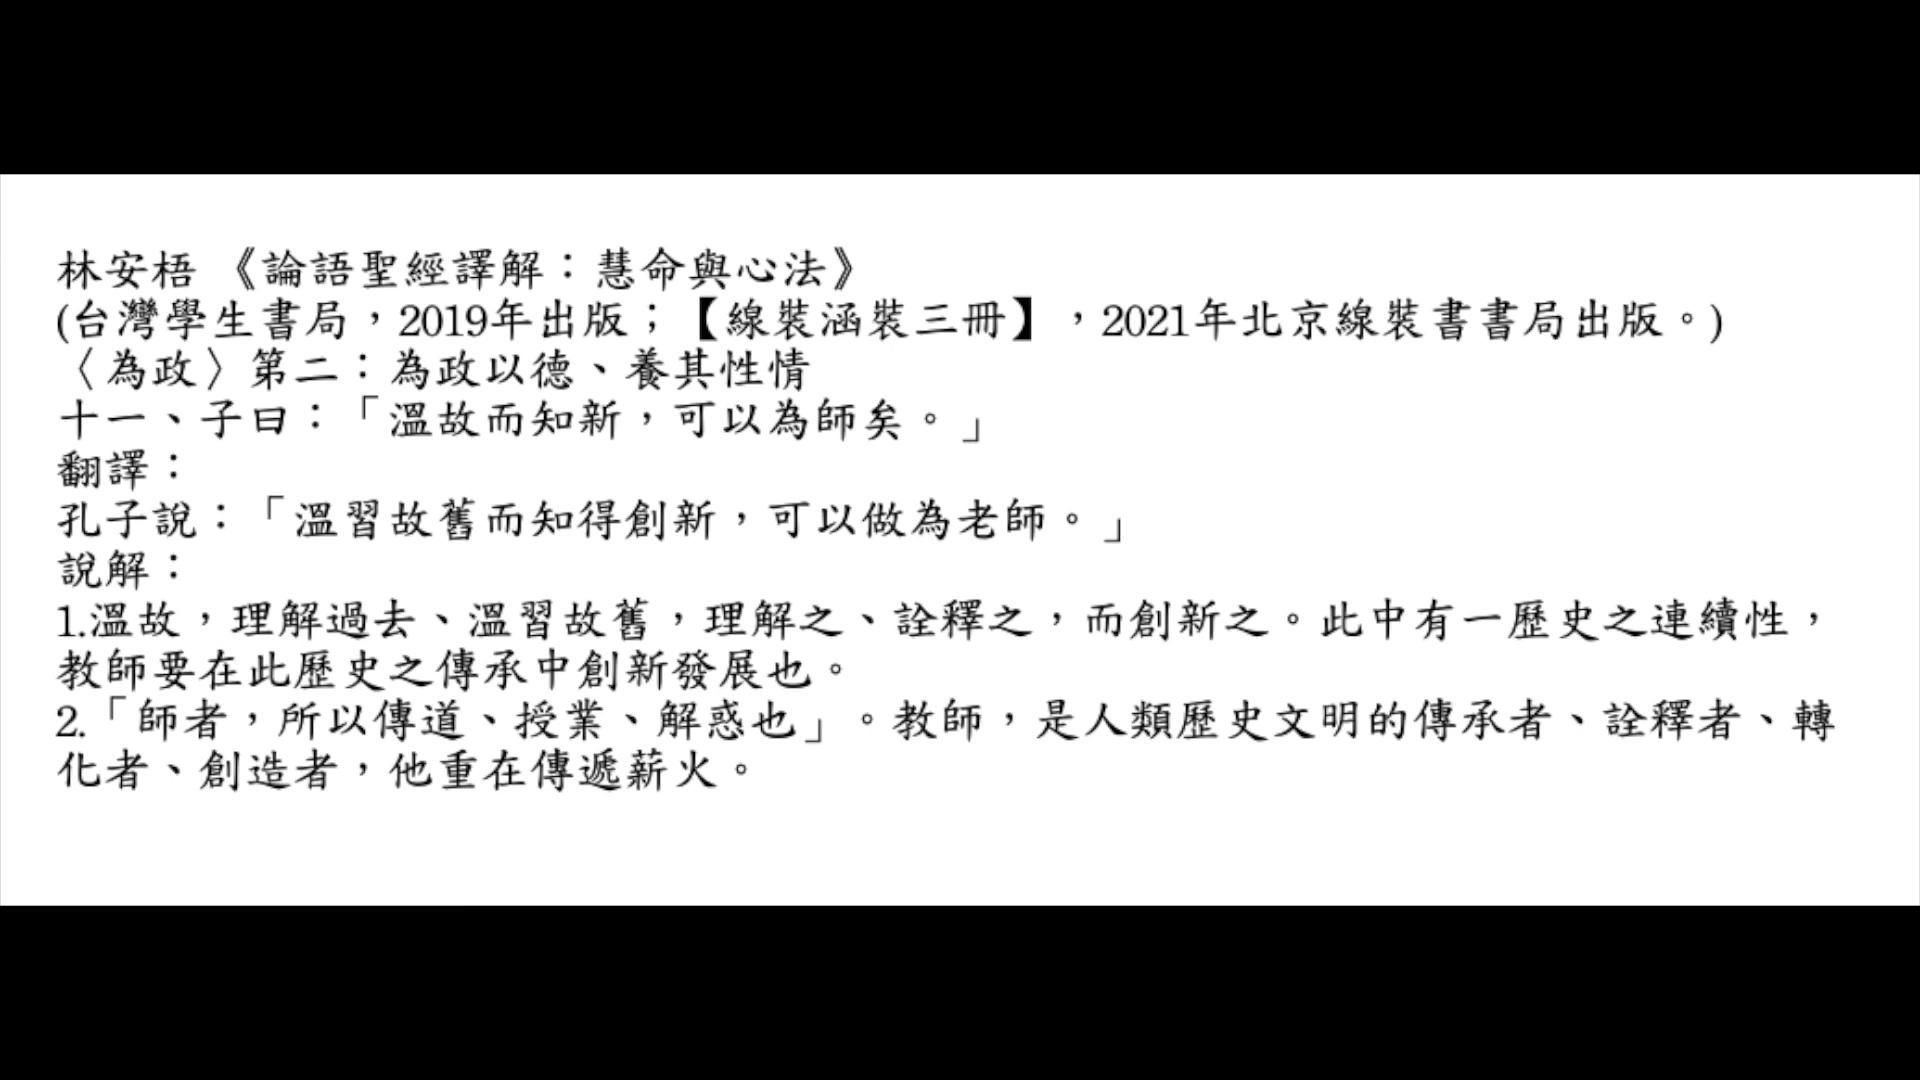 林安梧 《論語聖經譯解：慧命與心法》
(台灣學生書局，2019年出版；【線裝涵裝三冊】，2021年北京線裝書書局出版。)
〈為政〉第二：為政以德、養其性情
十一、子曰：「溫故而知新，可以為師矣。」
翻譯：
孔子說：「溫習故舊而知得創新，可以做為老師。」
說解：
1.溫故，理解過去、溫習故舊，理解之、詮釋之，而創新之。此中有一歷史之連續性，
教師要在此歷史之傳承中創新發展也。
2.「師者，所以傳道、授業、解惑也」。教師，是人類歷史文明的傳承者、詮釋者、轉
化者、創造者，他重在傳遞薪火。